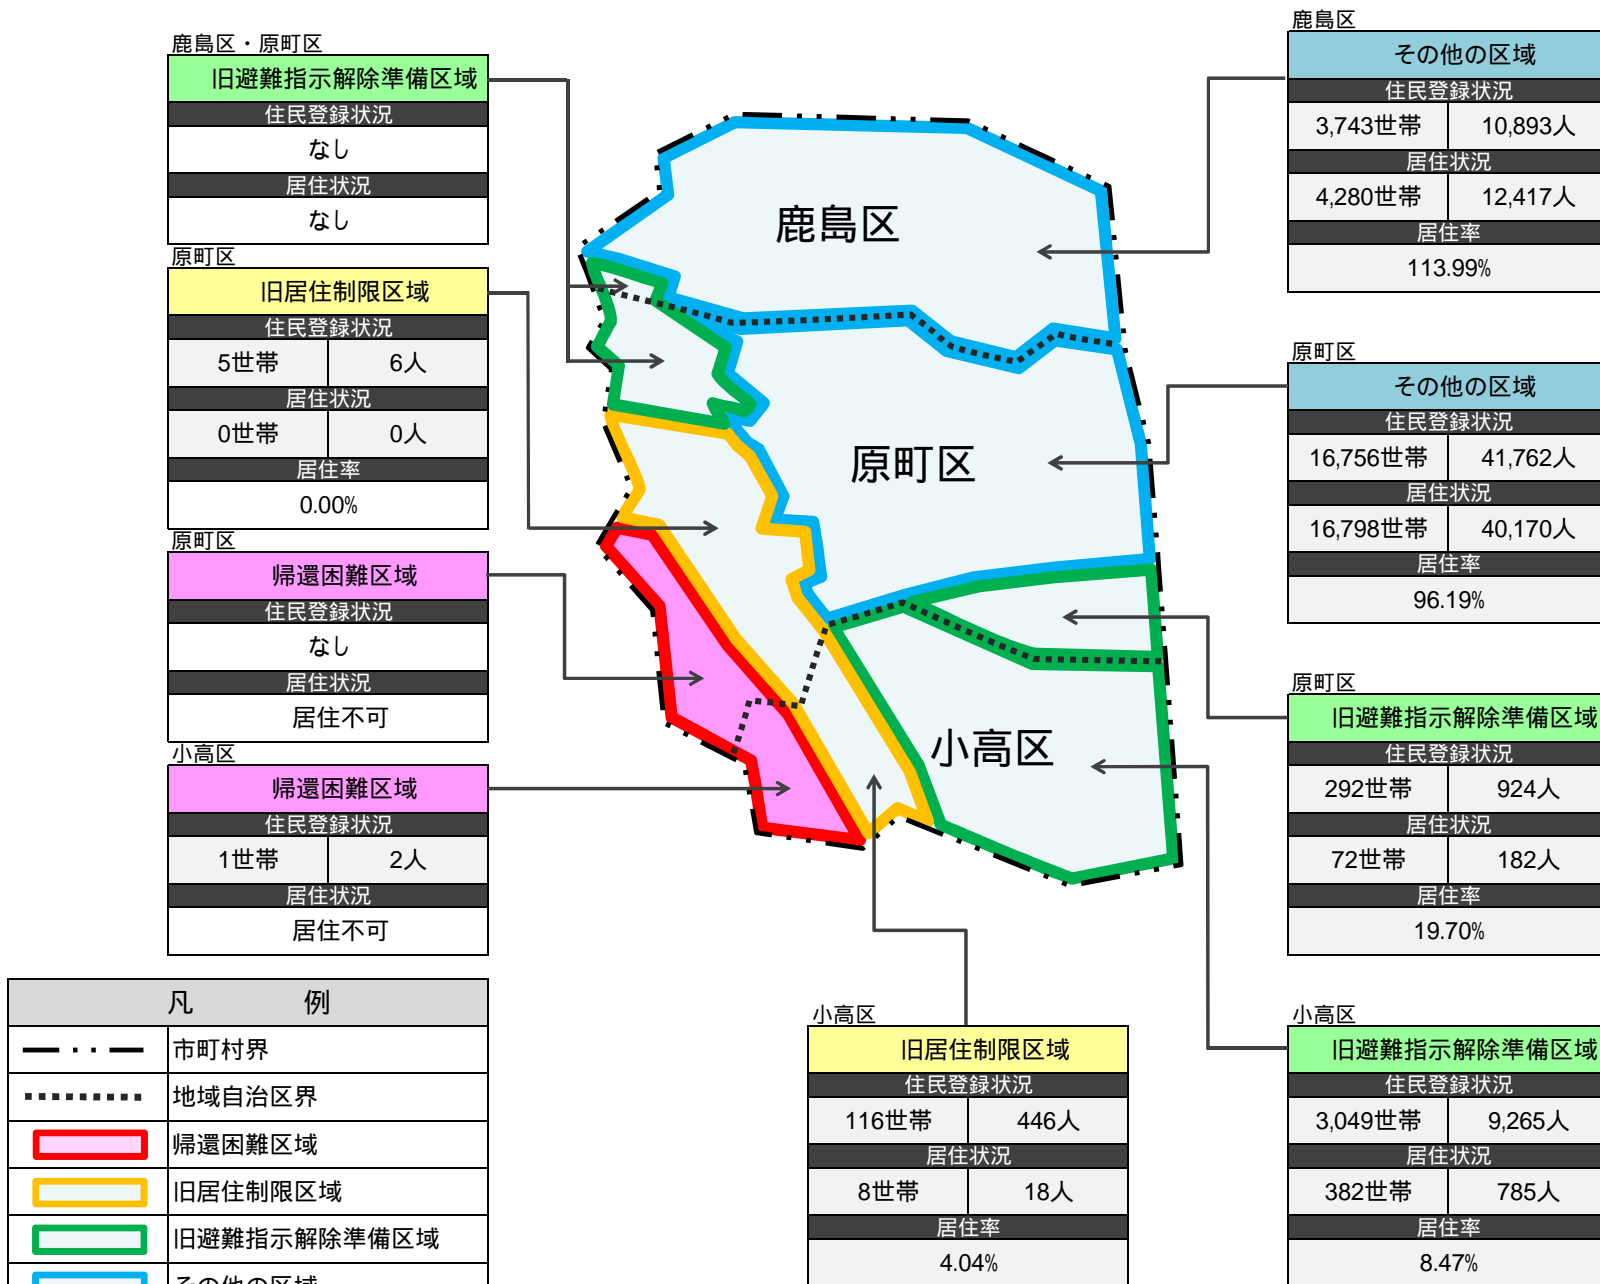 鹿島区・原町区
旧避難指示解除準備区域
住民登録状況
なし
居住状況
なし
原町区
旧居住制限区域
住民登録状況
5世帯 6人
居住状況
0世帯 0人
居住率
0.00%
原町区
帰還困難区域
住民登録状況
なし
居住状況
居住不可
小高区
帰還困難区域
住民登録状況
1世帯 2人
居住状況
居住不可
凡 例
市町村界
地域自治区界
帰還困難区域
旧居住制限区域
旧避難指示解除準備区域
その他の区域
鹿島区
原町区
小高区
小高区
旧居住制限区域
住民登録状況
116世帯 446人
居住状況
8世帯 18人
居住率
4.04%
鹿島区
その他の区域
住民登録状況
3,743世帯 10,893人
居住状況
4,280世帯 12,417人
居住率
113.99%
原町区
その他の区域
住民登録状況
16,756世帯 41,762人
居住状況
16,798世帯 40,170人
居住率
96.19%
原町区
旧避難指示解除準備区域
住民登録状況
292世帯 924人
居住状況
72世帯 182人
居住率
19.70%
小高区
旧避難指示解除準備区域
住民登録状況
3,049世帯 9,265人
居住状況
382世帯 785人
居住率
8.47%